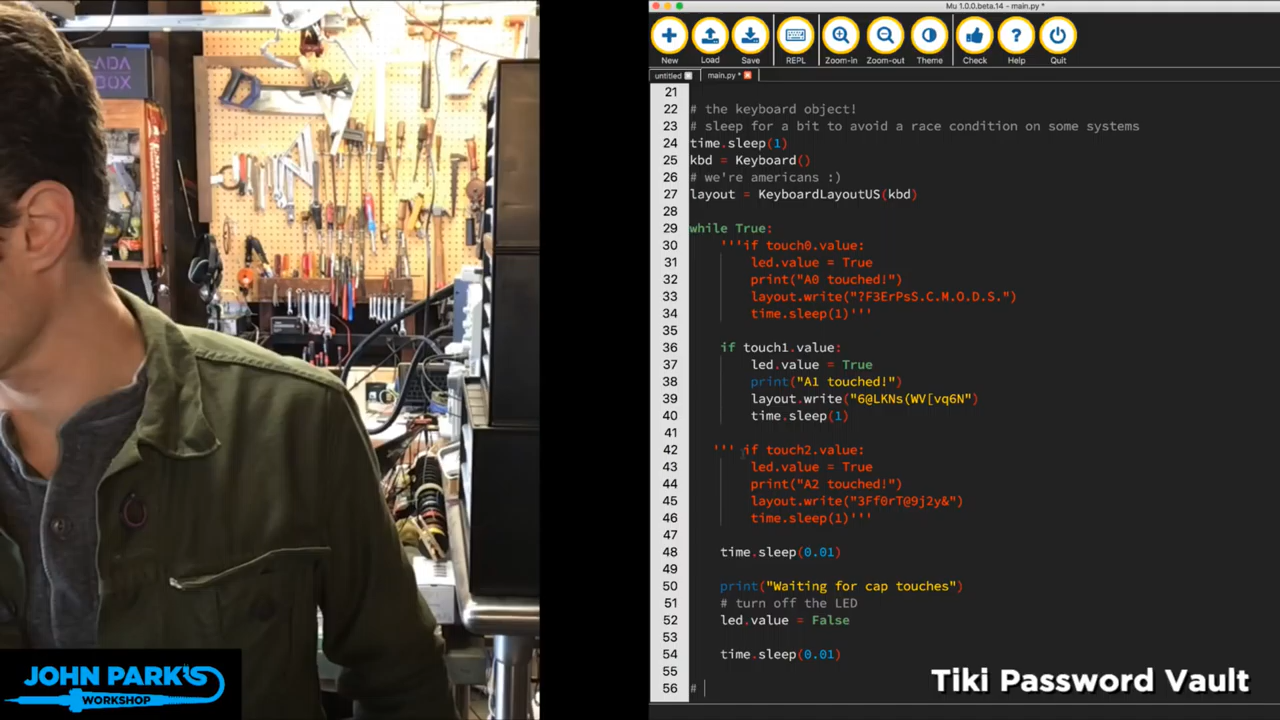 ADA
BOX
JOHN PARK'S
WORKSHOP
Mu 1.0.0.beta.14 - main.py *
New
Load
Save
REPL
Zoom-in
Zoom-out
Theme
Check
Help
Quit
untitled
main.py *
21
22 # the keyboard object!
23 # sleep for a bit to avoid a race condition on some systems
24 time.sleep(1)
25 kbd = Keyboard()
26 # we're americans :)
27 layout = KeyboardLayoutUS(kbd)
28
29 while True:
30 '''if touch0.value:
31 led.value = True
32 print("A0 touched!")
33 layout.write("?F3ErPsS.C.M.O.D.S.")
34 time.sleep(1)'''
35
36 if touch1.value:
37 led.value = True
38 print("A1 touched!")
39 layout.write("6@LKNs(WV[vq6N")
40 time.sleep(1)
41
42 ''' if touch2.value:
43 led.value = True
44 print("A2 touched!")
45 layout.write("3Ff0rT@9j2y&")
46 time.sleep(1)'''
47
48 time.sleep(0.01)
49
50 print("Waiting for cap touches")
51 # turn off the LED
52 led.value = False
53
54 time.sleep(0.01)
55
56 #
Tiki Password Vault